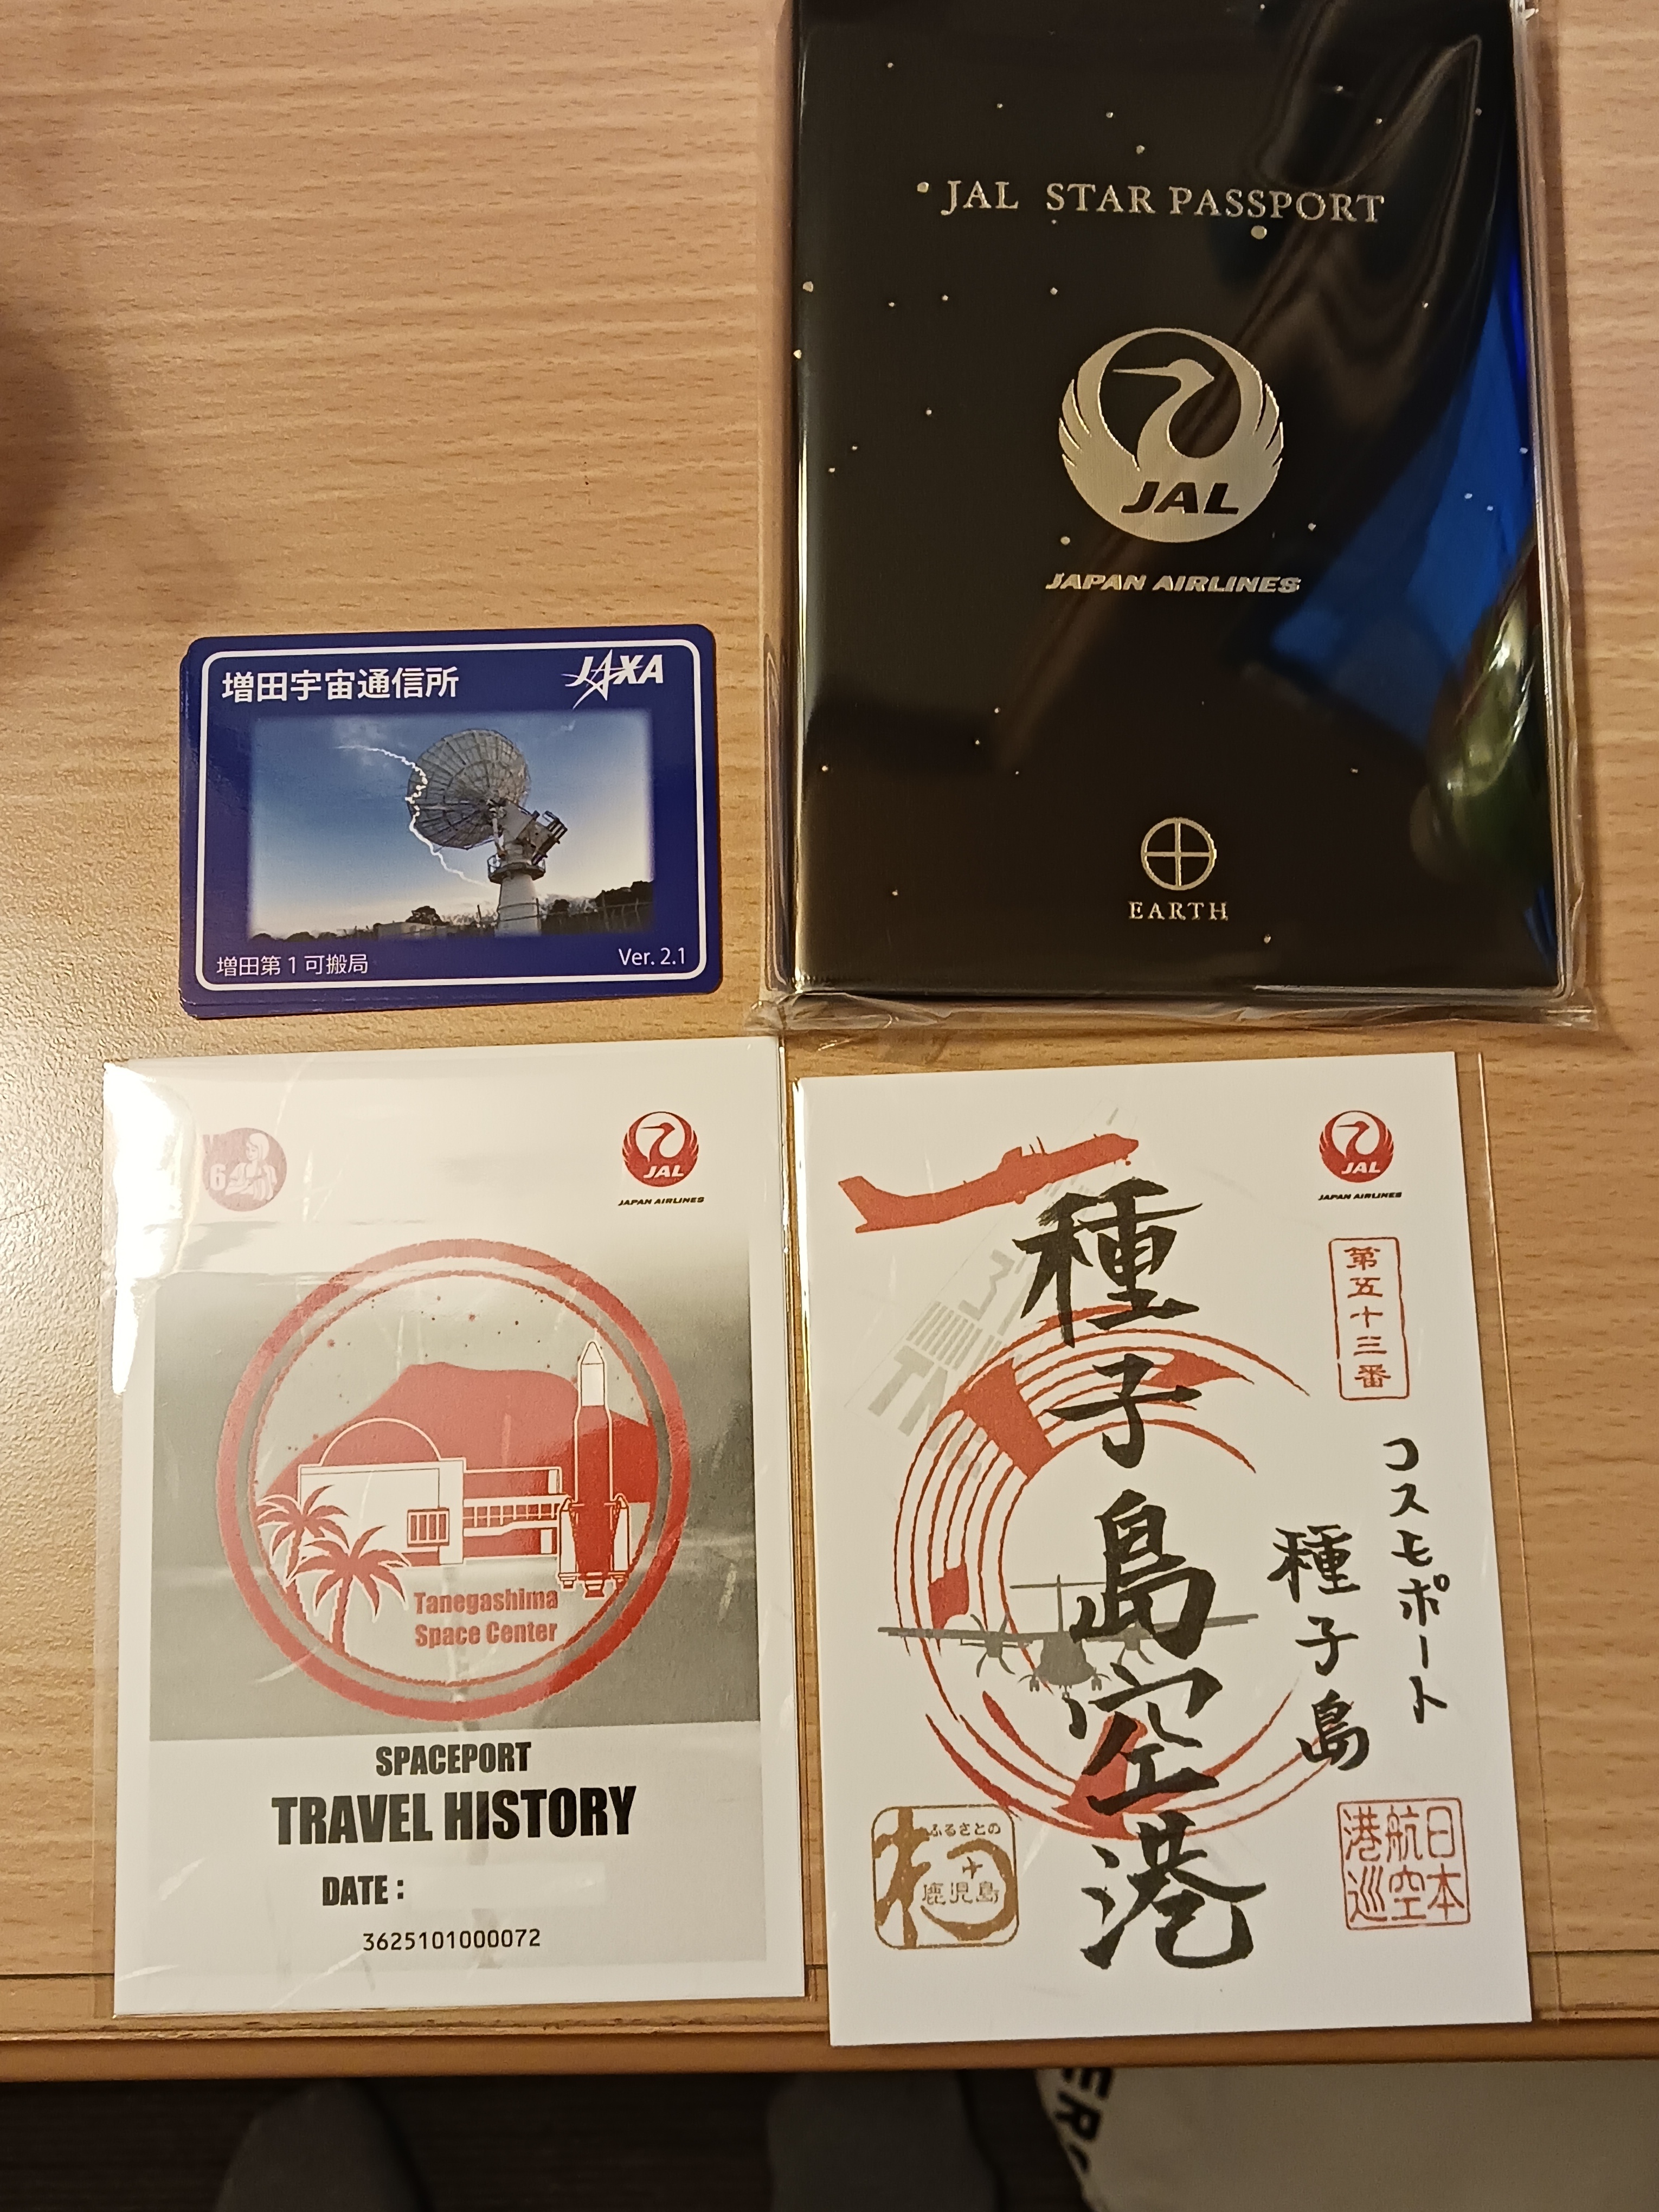 JAL STAR PASSPORT
JAL
JAPAN AIRLINES
EARTH
増田宇宙通信所
JAXA
増田第1可搬局
Ver. 2.1
6
JAL
JAPAN AIRLINES
Tanegashima
Space Center
SPACEPORT
TRAVEL HISTORY
DATE:
3625101000072
JAL
JAPAN AIRLINES
第五十三番
コスモポート
種子島
種子島空港
31
ふるさとの
鹿児島
日本
航空
港巡